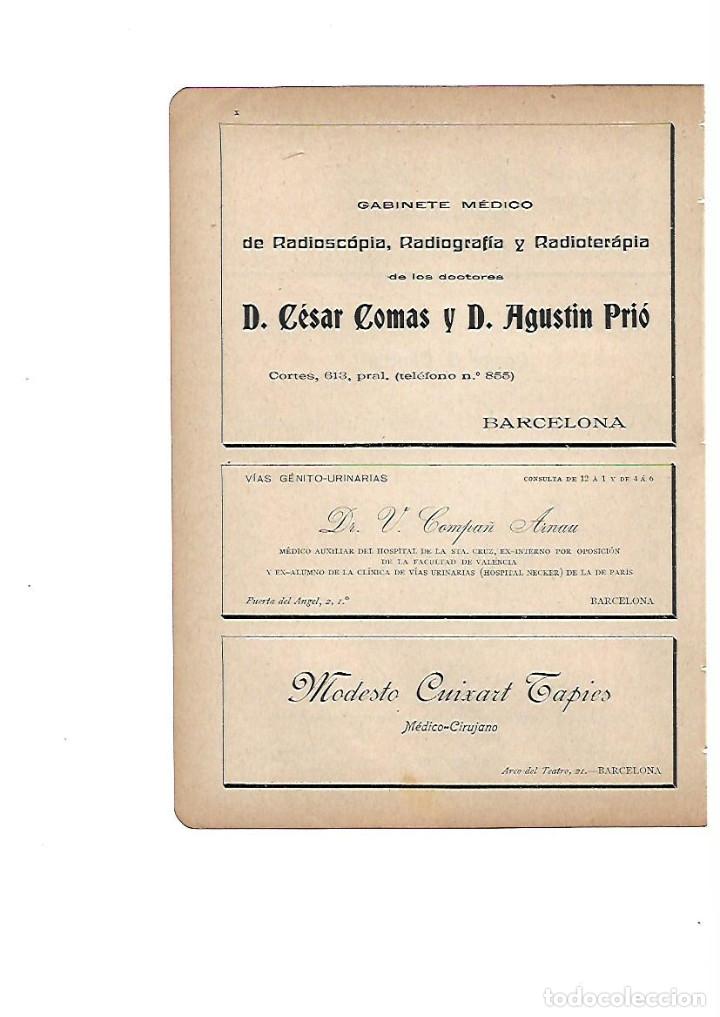 x
GABINETE MÉDICO
de Radioscópia, Radiografía y Radioterápia
de los doctores
D. César Comas y D. Agustin Prió
Cortes, 613, pral. (teléfono n.º 855)
BARCELONA
VÍAS GÉNITO-URINARIAS
CONSULTA DE 12 Á 1 Y DE 4 Á 6
Dr. V. Compañ Arnau
MÉDICO AUXILIAR DEL HOSPITAL DE LA STA. CRUZ, EX-INTERNO POR OPOSICIÓN
DE LA FACULTAD DE VALENCIA
Y EX-ALUMNO DE LA CLÍNICA DE VÍAS URINARIAS (HOSPITAL NECKER) DE LA DE PARÍS
Puerta del Angel, 2, 1.º
BARCELONA
Modesto Cuixart Tapies
Médico-Cirujano
Arco del Teatro, 21.—BARCELONA
todocoleccion